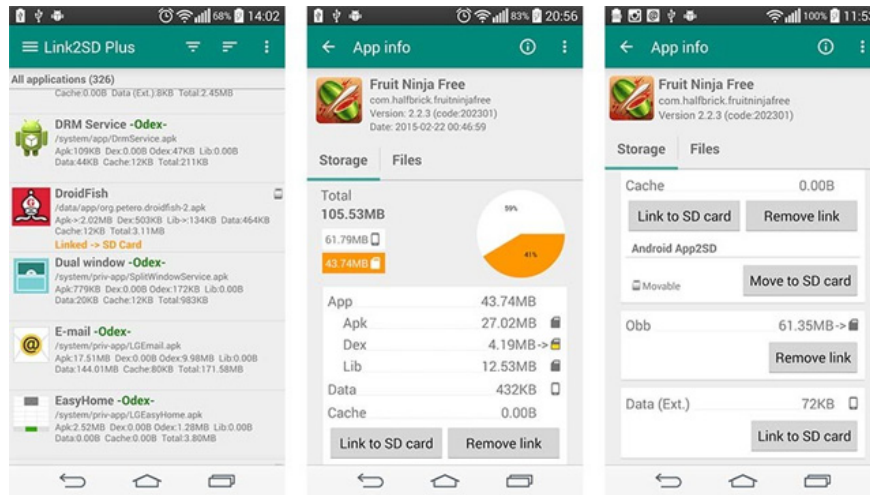 68% 14:02
Link2SD Plus
All applications (326)
Cache:0.00B Data (Ext.):8KB Total:2.45MB
DRM Service -Odex-
/system/app/DrmService.apk
Apk:109KB Dex:0.00B Odex:47KB Lib:0.00B
Data:44KB Cache:12KB Total:211KB
DroidFish
/data/app/org.petero.droidfish-2.apk
Apk->:2.02MB Dex:503KB Lib->:134KB Data:464KB
Cache:12KB Total:3.11MB
Linked -> SD Card
Dual window -Odex-
/system/priv-app/SplitWindowService.apk
Apk:779KB Dex:0.00B Odex:172KB Lib:0.00B
Data:20KB Cache:12KB Total:983KB
E-mail -Odex-
/system/priv-app/LGEmail.apk
Apk:17.51MB Dex:0.00B Odex:9.98MB Lib:0.00B
Data:144.01MB Cache:80KB Total:171.58MB
EasyHome -Odex-
/system/priv-app/LGEasyHome.apk
Apk:2.52MB Dex:0.00B Odex:1.28MB Lib:0.00B
Data:0.00B Cache:0.00B Total:3.80MB
83% 20:56
App info
Fruit Ninja Free
com.halfbrick.fruitninjafree
Version: 2.2.3 (code:202301)
Date: 2015-02-22 00:46:59
Storage Files
Total
105.53MB
61.79MB
43.74MB
59%
41%
App 43.74MB
Apk 27.02MB
Dex 4.19MB->
Lib 12.53MB
Data 432KB
Cache 0.00B
Link to SD card Remove link
100% 11:53
App info
Fruit Ninja Free
com.halfbrick.fruitninjafree
Version 2.2.3 (code:202301)
Storage Files
Cache 0.00B
Link to SD card Remove link
Android App2SD
Movable Move to SD card
Obb 61.35MB->
Remove link
Data (Ext.) 72KB
Link to SD card